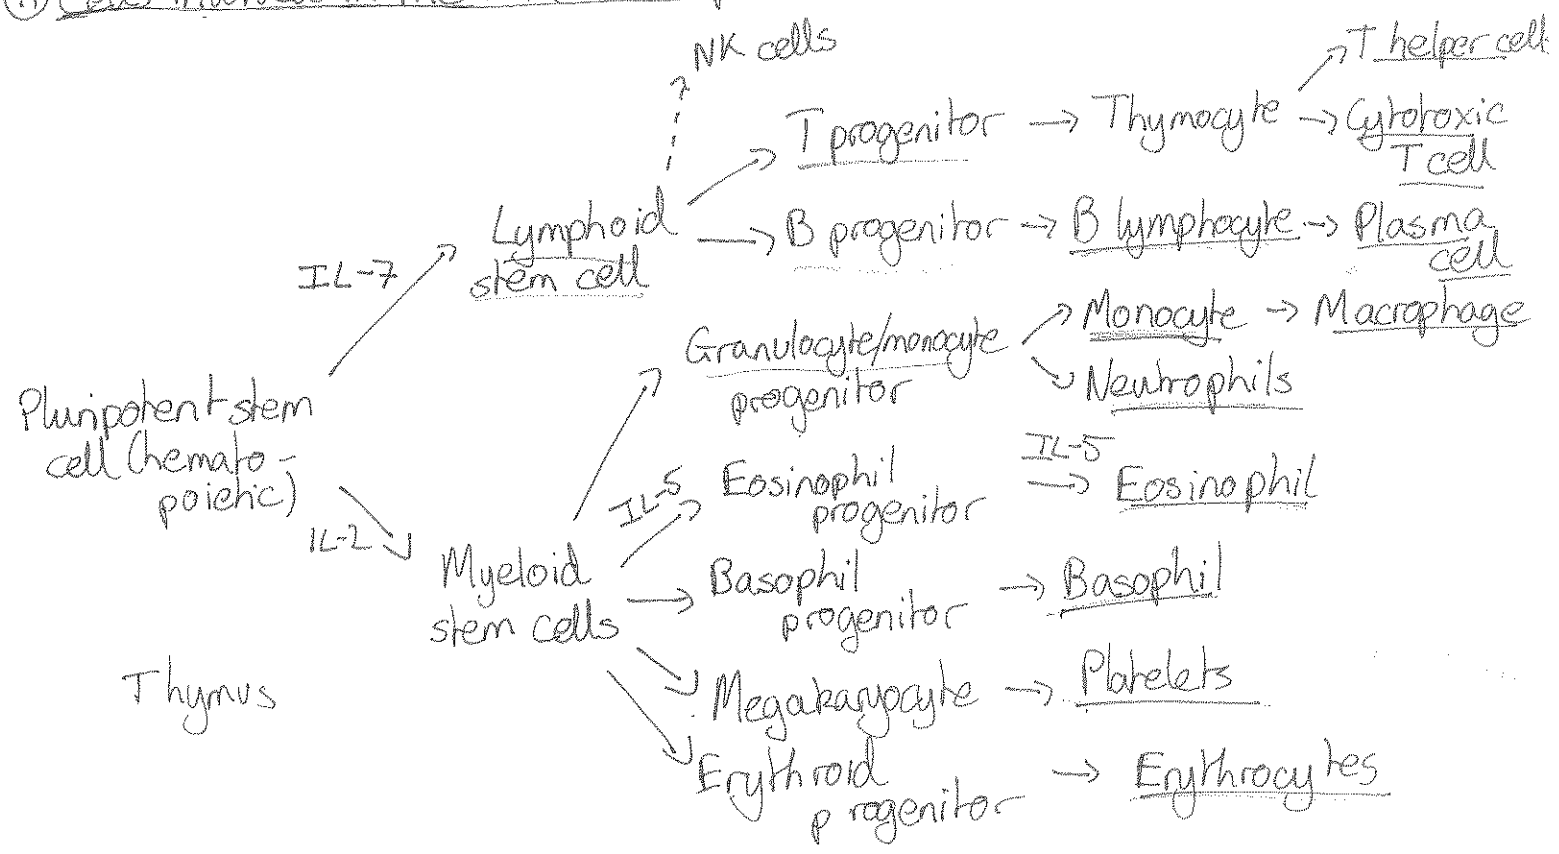 NK cells
T helper cell
T progenitor → Thymocyte → Cytotoxic
T cell
Lymphoid
stem cell
B progenitor → B lymphocyte → Plasma
cell
IL-7
Granulocyte/monocyte
progenitor
Monocyte → Macrophage
Neutrophils
Pluripotent stem
cell (hemato-
poietic)
IL-2
IL-5
Eosinophil
progenitor
IL-5
→ Eosinophil
Myeloid
stem cells
Basophil
progenitor
→ Basophil
Thymus
Megakaryocyte → Platelets
Erythroid
progenitor
→ Erythrocytes